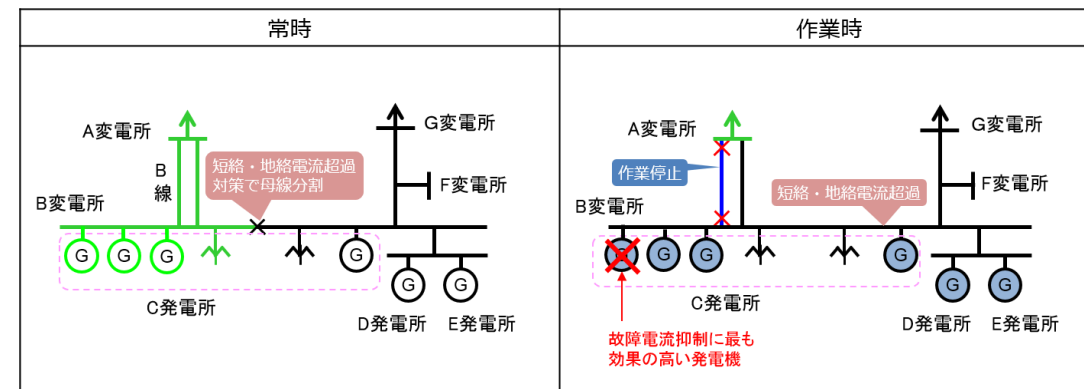 常時
作業時
A変電所
B
線
短絡・地絡電流超過
対策で母線分割
G変電所
F変電所
B変電所
G
G
G
G
C発電所
G
G
D発電所
E発電所
A変電所
作業停止
短絡・地絡電流超過
G変電所
F変電所
B変電所
G
G
G
G
C発電所
G
G
D発電所
E発電所
故障電流抑制に最も
効果の高い発電機